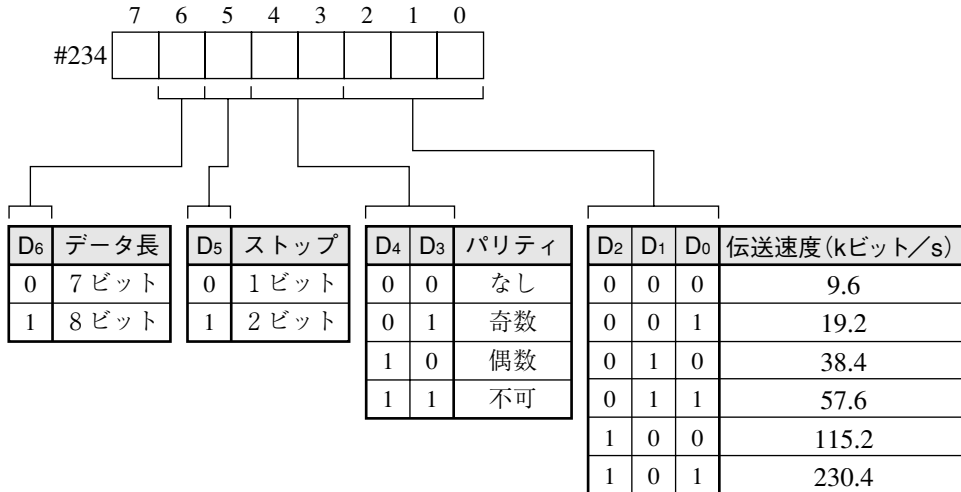 7 6 5 4 3 2 1 0
#234
D6 データ長
0 7ビット
1 8ビット
D5 ストップ
0 1ビット
1 2ビット
D4 D3 パリティ
0 0 なし
0 1 奇数
1 0 偶数
1 1 不可
D2 D1 D0 伝送速度(kビット/s)
0 0 0 9.6
0 0 1 19.2
0 1 0 38.4
0 1 1 57.6
1 0 0 115.2
1 0 1 230.4